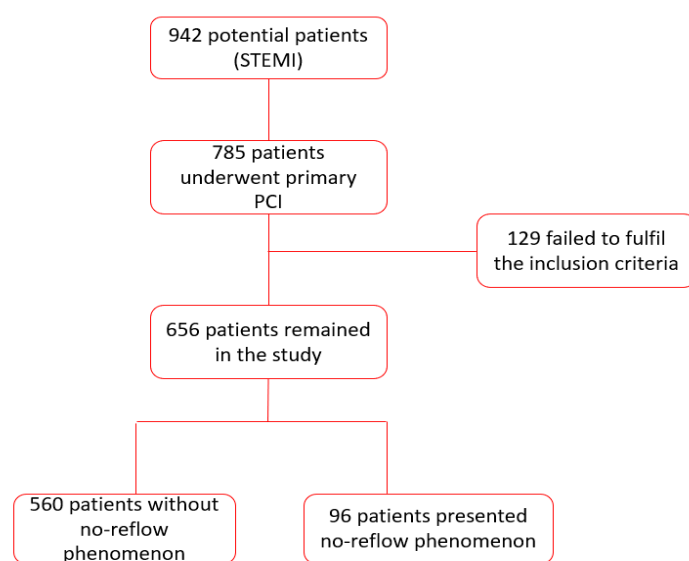 942 potential patients
(STEMI)
785 patients
underwent primary
PCI
129 failed to fulfil
the inclusion criteria
656 patients remained
in the study
560 patients without
no-reflow
phenomenon
96 patients presented
no-reflow phenomenon